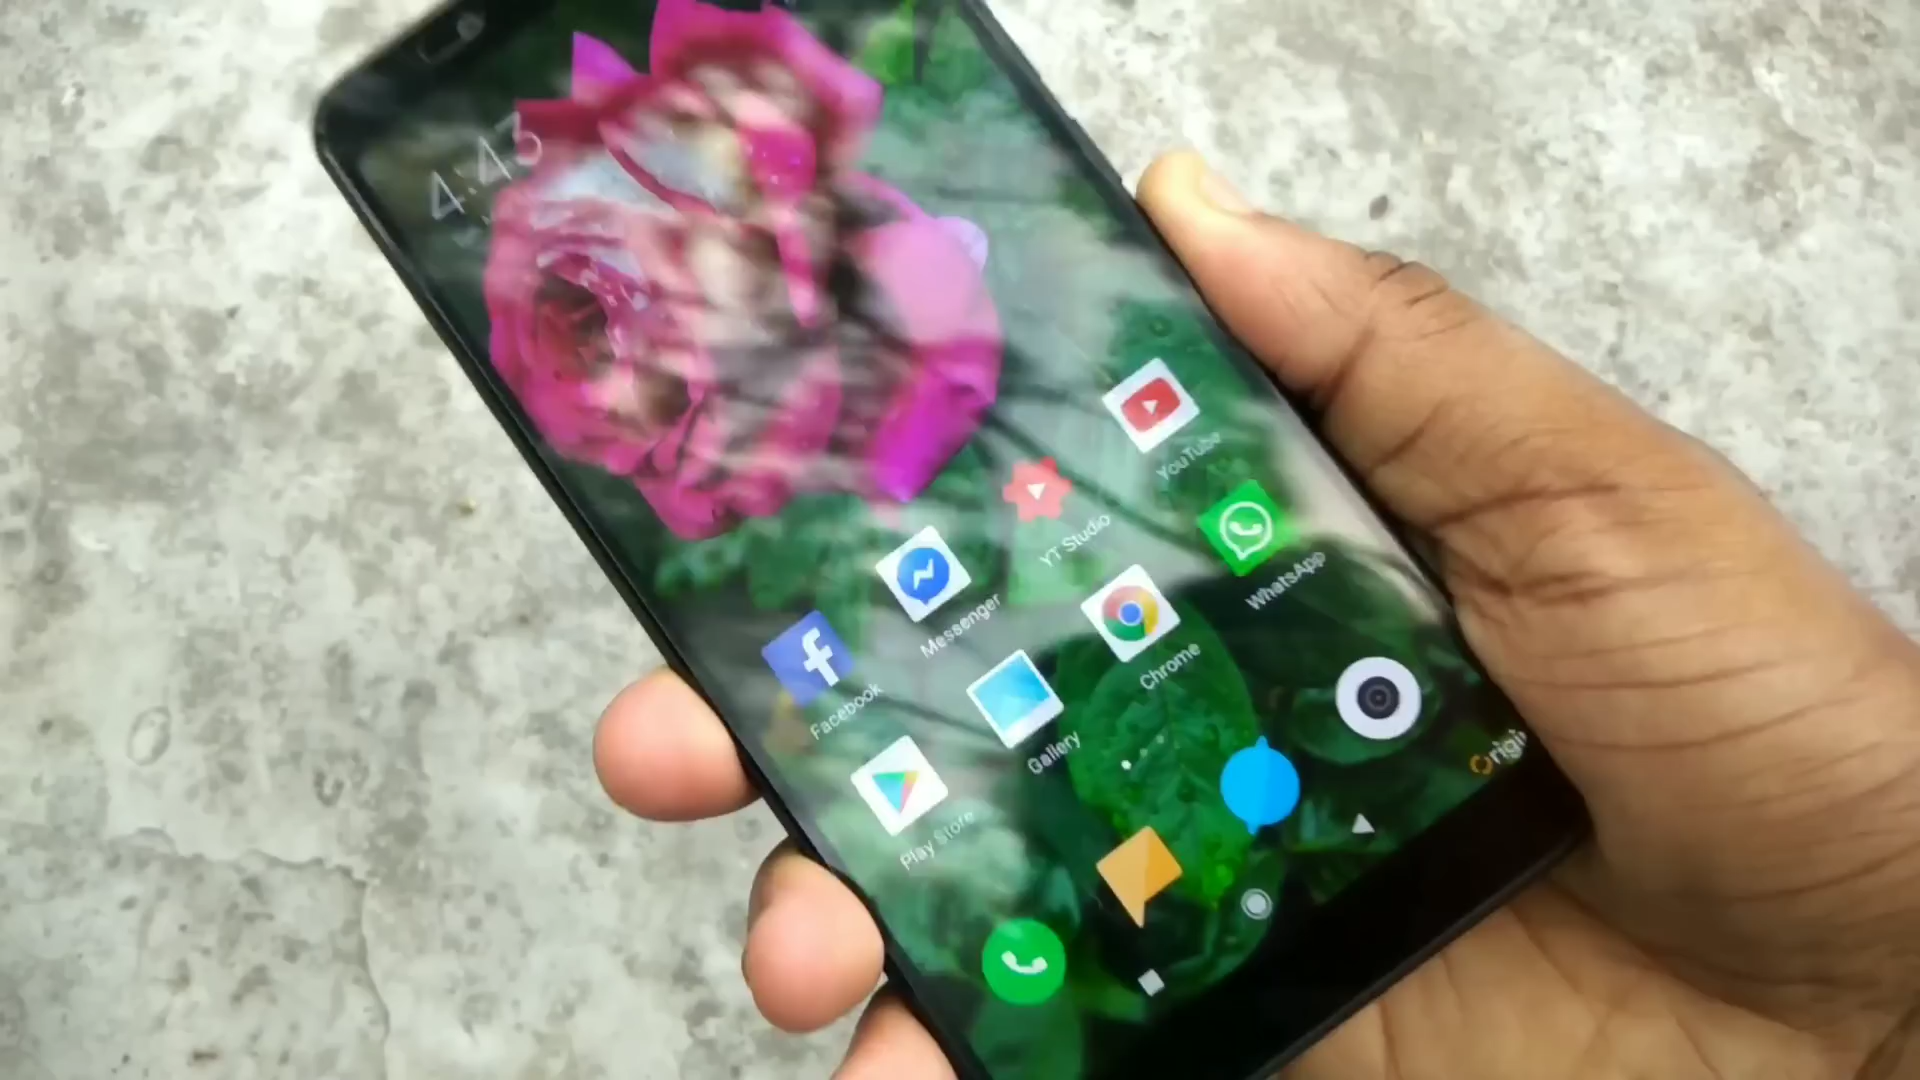 4:43
YouTube
YT Studio
WhatsApp
Messenger
Chrome
Facebook
Gallery
Play Store